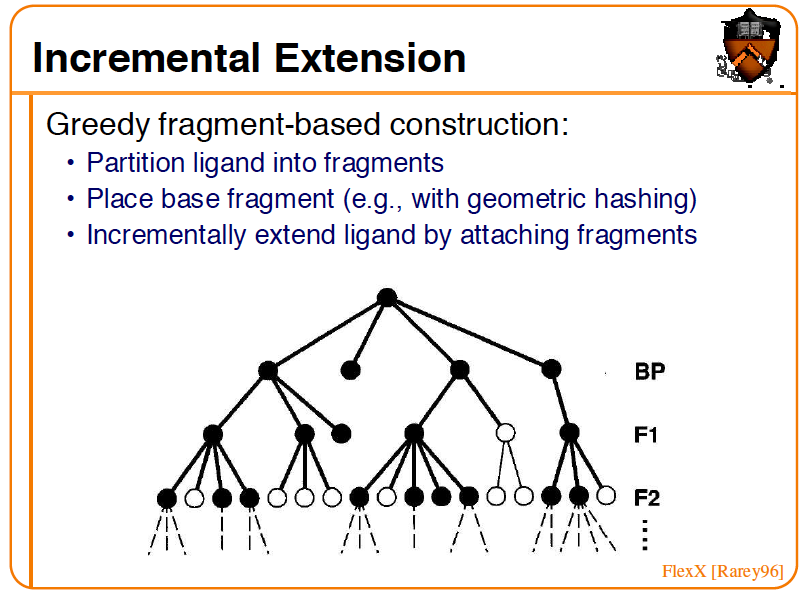 Incremental Extension
Greedy fragment-based construction:
• Partition ligand into fragments
• Place base fragment (e.g., with geometric hashing)
• Incrementally extend ligand by attaching fragments
BP
F1
F2
FlexX [Rarey96]